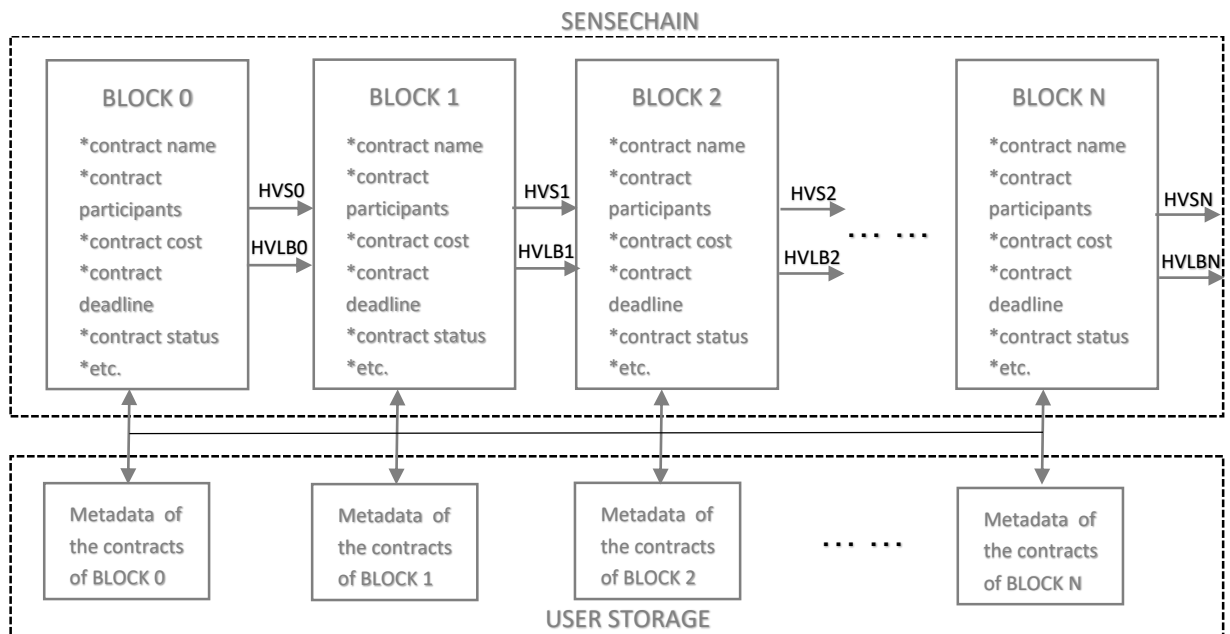 SENSECHAIN
BLOCK 0
*contract name
*contract
participants
*contract cost
*contract
deadline
*contract status
*etc.
HVS0
HVLB0
BLOCK 1
*contract name
*contract
participants
*contract cost
*contract
deadline
*contract status
*etc.
HVS1
HVLB1
BLOCK 2
*contract name
*contract
participants
*contract cost
*contract
deadline
*contract status
*etc.
HVS2
HVLB2
... ...
BLOCK N
*contract name
*contract
participants
*contract cost
*contract
deadline
*contract status
*etc.
HVSN
HVLBN
Metadata of
the contracts
of BLOCK 0
Metadata of
the contracts
of BLOCK 1
Metadata of
the contracts
of BLOCK 2
... ...
Metadata of
the contracts
of BLOCK N
USER STORAGE